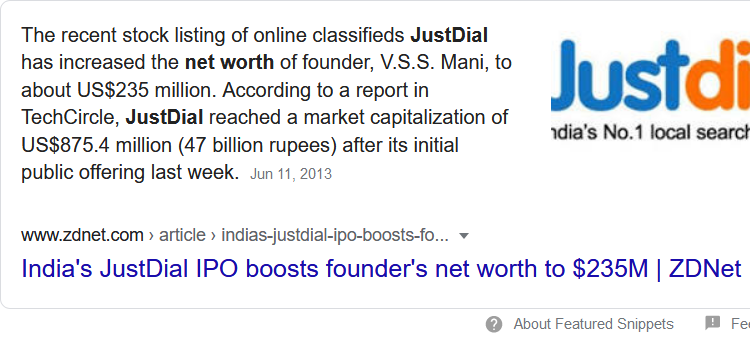 The recent stock listing of online classifieds JustDial
has increased the net worth of founder, V.S.S. Mani, to
about US$235 million. According to a report in
TechCircle, JustDial reached a market capitalization of
US$875.4 million (47 billion rupees) after its initial
public offering last week. Jun 11, 2013
Justdi
ndia's No.1 local search
www.zdnet.com › article › indias-justdial-ipo-boosts-fo...
India's JustDial IPO boosts founder's net worth to $235M | ZDNet
About Featured Snippets
Fee